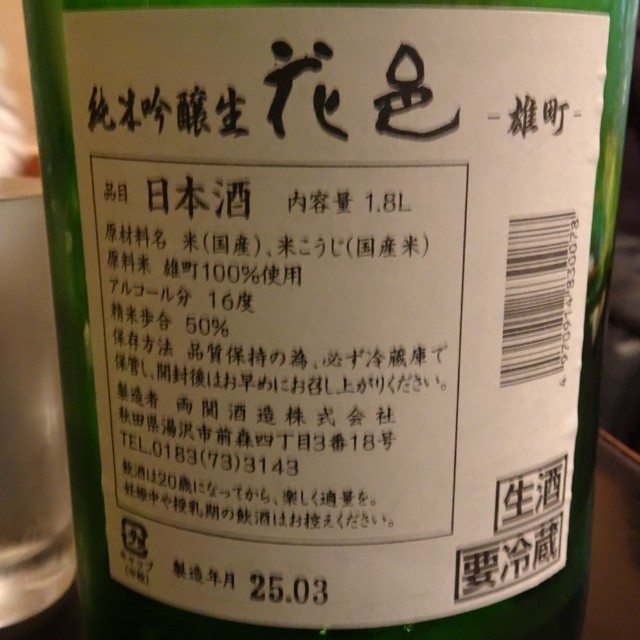 純米吟醸生 花邑 -雄町-
品目 日本酒 内容量 1.8L
原材料名 米(国産)、米こうじ(国産米)
原料米 雄町100%使用
アルコール分 16度
精米歩合 50%
保存方法 品質保持の為、必ず冷蔵庫で
保管し、開封後はお早めにお召し上がりください。
製造者 両関酒造株式会社
秋田県湯沢市前森四丁目3番18号
TEL.0183(73)3143
飲酒は20歳になってから、楽しく適量を。
妊娠中や授乳期の飲酒はお控えください。
キャップ
(中栓)
製造年月 25.03
4 970914 830078
生酒
要冷蔵